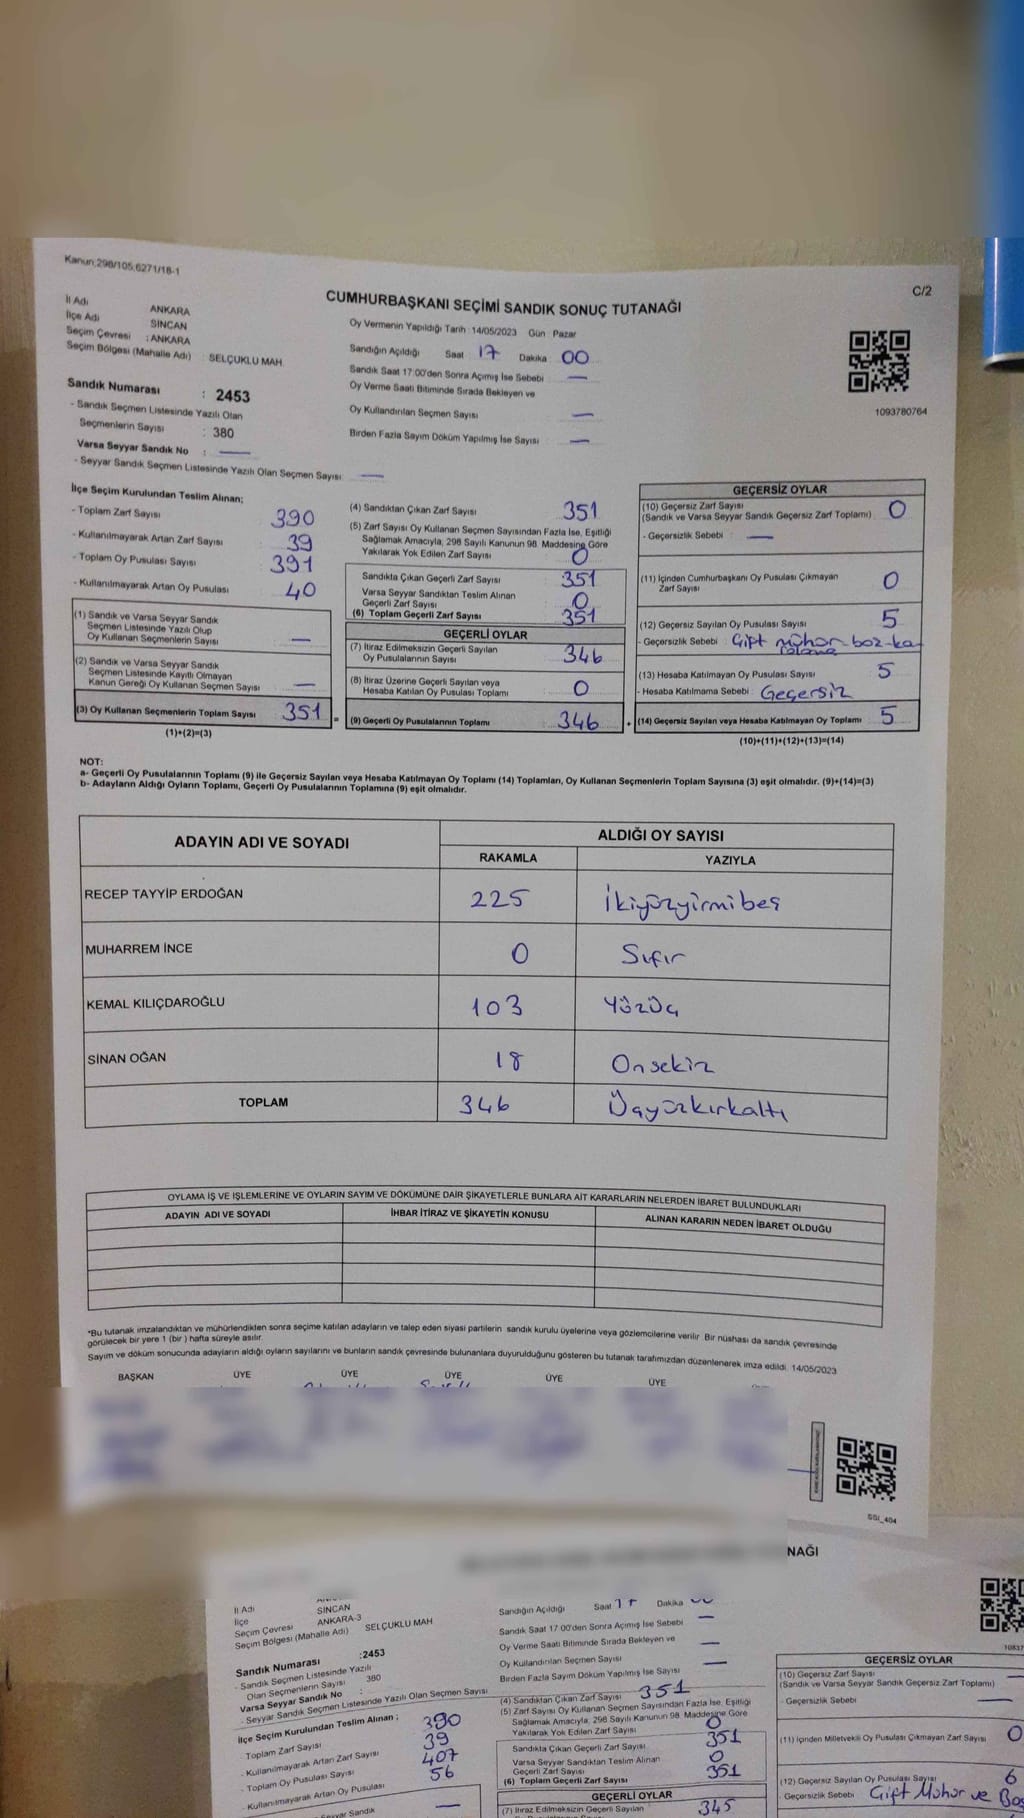 Kanun:298/105,6271/18-1
C/2
CUMHURBAŞKANI SEÇİMİ SANDIK SONUÇ TUTANAĞI
İl Adı ANKARA
İlçe Adı SİNCAN
Seçim Çevresi : ANKARA
Seçim Bölgesi (Mahalle Adı) : SELÇUKLU MAH.
Oy Vermenin Yapıldığı Tarih : 14/05/2023 Gün : Pazar
Sandığın Açıldığı Saat 17 Dakika 00
Sandık Saat 17:00'den Sonra Açımış İse Sebebi —
Oy Verme Saati Bitiminde Sırada Bekleyen ve
Oy Kullandırılan Seçmen Sayısı —
Birden Fazla Sayım Döküm Yapılmış İse Sayısı —
1093780764
Sandık Numarası : 2453
- Sandık Seçmen Listesinde Yazılı Olan
Seçmenlerin Sayısı : 380
Varsa Seyyar Sandık No : —
- Seyyar Sandık Seçmen Listesinde Yazılı Olan Seçmen Sayısı : —
İlçe Seçim Kurulundan Teslim Alınan;
- Toplam Zarf Sayısı 390
- Kullanılmayarak Artan Zarf Sayısı 39
- Toplam Oy Pusulası Sayısı 391
- Kullanılmayarak Artan Oy Pusulası 40
(1) Sandık ve Varsa Seyyar Sandık
Seçmen Listesinde Yazılı Olup
Oy Kullanan Seçmenlerin Sayısı —
(2) Sandık ve Varsa Seyyar Sandık
Seçmen Listesinde Kayıtlı Olmayan
Kanun Gereği Oy Kullanan Seçmen Sayısı —
(3) Oy Kullanan Seçmenlerin Toplam Sayısı 351
(1)+(2)=(3)
(4) Sandıktan Çıkan Zarf Sayısı 351
(5) Zarf Sayısı Oy Kullanan Seçmen Sayısından Fazla İse, Eşitliği
Sağlamak Amacıyla, 298 Sayılı Kanunun 98. Maddesine Göre
Yakılarak Yok Edilen Zarf Sayısı 0
Sandıkta Çıkan Geçerli Zarf Sayısı 351
Varsa Seyyar Sandıktan Teslim Alınan
Geçerli Zarf Sayısı 0
(6) Toplam Geçerli Zarf Sayısı 351
GEÇERLİ OYLAR
(7) İtiraz Edilmeksizin Geçerli Sayılan
Oy Pusulalarının Sayısı 346
(8) İtiraz Üzerine Geçerli Sayılan veya
Hesaba Katılan Oy Pusulası Toplamı 0
= (9) Geçerli Oy Pusulalarının Toplamı 346
GEÇERSİZ OYLAR
(10) Geçersiz Zarf Sayısı 0
(Sandık ve Varsa Seyyar Sandık Geçersiz Zarf Toplamı)
- Geçersizlik Sebebi : —
(11) İçinden Cumhurbaşkanı Oy Pusulası Çıkmayan
Zarf Sayısı 0
(12) Geçersiz Sayılan Oy Pusulası Sayısı 5
- Geçersizlik Sebebi : Çift mühür
(13) Hesaba Katılmayan Oy Pusulası Sayısı 5
- Hesaba Katılmama Sebebi : Geçersiz
+ (14) Geçersiz Sayılan veya Hesaba Katılmayan Oy Toplamı 5
(10)+(11)+(12)+(13)=(14)
NOT:
a- Geçerli Oy Pusulalarının Toplamı (9) ile Geçersiz Sayılan veya Hesaba Katılmayan Oy Toplamı (14) Toplamları, Oy Kullanan Seçmenlerin Toplam Sayısına (3) eşit olmalıdır. (9)+(14)=(3)
b- Adayların Aldığı Oyların Toplamı, Geçerli Oy Pusulalarının Toplamına (9) eşit olmalıdır.
ADAYIN ADI VE SOYADI
ALDIĞI OY SAYISI
RAKAMLA YAZIYLA
RECEP TAYYİP ERDOĞAN 225 İkiyüzyirmibeş
MUHARREM İNCE 0 Sıfır
KEMAL KILIÇDAROĞLU 103 Yüzüç
SİNAN OĞAN 18 Onsekiz
TOPLAM 346 Üçyüzkırkaltı
OYLAMA İŞ VE İŞLEMLERİNE VE OYLARIN SAYIM VE DÖKÜMÜNE DAİR ŞİKAYETLERLE BUNLARA AİT KARARLARIN NELERDEN İBARET BULUNDUKLARI
ADAYIN ADI VE SOYADI İHBAR İTİRAZ VE ŞİKAYETİN KONUSU ALINAN KARARIN NEDEN İBARET OLDUĞU
*Bu tutanak imzalandıktan ve mühürlendikten sonra seçime katılan adayların ve talep eden siyasi partilerin sandık kurulu üyelerine veya gözlemcilerine verilir. Bir nüshası da sandık çevresinde
görülecek bir yere 1 (bir) hafta süreyle asılır.
Sayım ve döküm sonucunda adayların aldığı oyların sayılarını ve bunların sandık çevresinde bulunanlara duyurulduğunu gösteren bu tutanak tarafımızdan düzenlenerek imza edildi. 14/05/2023
BAŞKAN ÜYE ÜYE ÜYE ÜYE ÜYE
SSI_404
NAĞI
İl Adı
İlçe SİNCAN
Seçim Çevresi ANKARA-3
Seçim Bölgesi (Mahalle Adı) SELÇUKLU MAH
Sandığın Açıldığı Saat Dakika
Sandık Saat 17 00'den Sonra Açımış İse Sebebi —
Oy Verme Saati Bitiminde Sırada Bekleyen ve
Oy Kullandırılan Seçmen Sayısı —
Birden Fazla Sayım Döküm Yapılmış İse Sayısı —
Sandık Numarası :2453
- Sandık Seçmen Listesinde Yazılı
Olan Seçmenlerin Sayısı 380
Varsa Seyyar Sandık No :
- Seyyar Sandık Seçmen Listesinde Yazılı Olan Seçmen Sayısı
İlçe Seçim Kurulundan Teslim Alınan ;
- Toplam Zarf Sayısı 390
- Kullanılmayarak Artan Zarf Sayısı 39
- Toplam Oy Pusulası Sayısı 407
- Kullanılmayarak Artan Oy Pusulası 56
Seyyar Sandık
(4) Sandıktan Çıkan Zarf Sayısı 351
(5) Zarf Sayısı Oy Kullanan Seçmen Sayısından Fazla İse, Eşitliği
Sağlamak Amacıyla, 298 Sayılı Kanunun 98. Maddesine Göre
Yakılarak Yok Edilen Zarf Sayısı 0
Sandıkta Çıkan Geçerli Zarf Sayısı 351
Varsa Seyyar Sandıktan Teslim Alınan
Geçerli Zarf Sayısı 0
(6) Toplam Geçerli Zarf Sayısı 351
GEÇERLİ OYLAR
(7) İtiraz Edilmeksizin Geçerli Sayılan 345
GEÇERSİZ OYLAR
(10) Geçersiz Zarf Sayısı —
(Sandık ve Varsa Seyyar Sandık Geçersiz Zarf Toplamı)
- Geçersizlik Sebebi —
(11) İçinden Milletvekili Oy Pusulası Çıkmayan Zarf Sayısı 0
(12) Geçersiz Sayılan Oy Pusulası Sayısı 6
- Geçersizlik Sebebi Çift Mühür ve